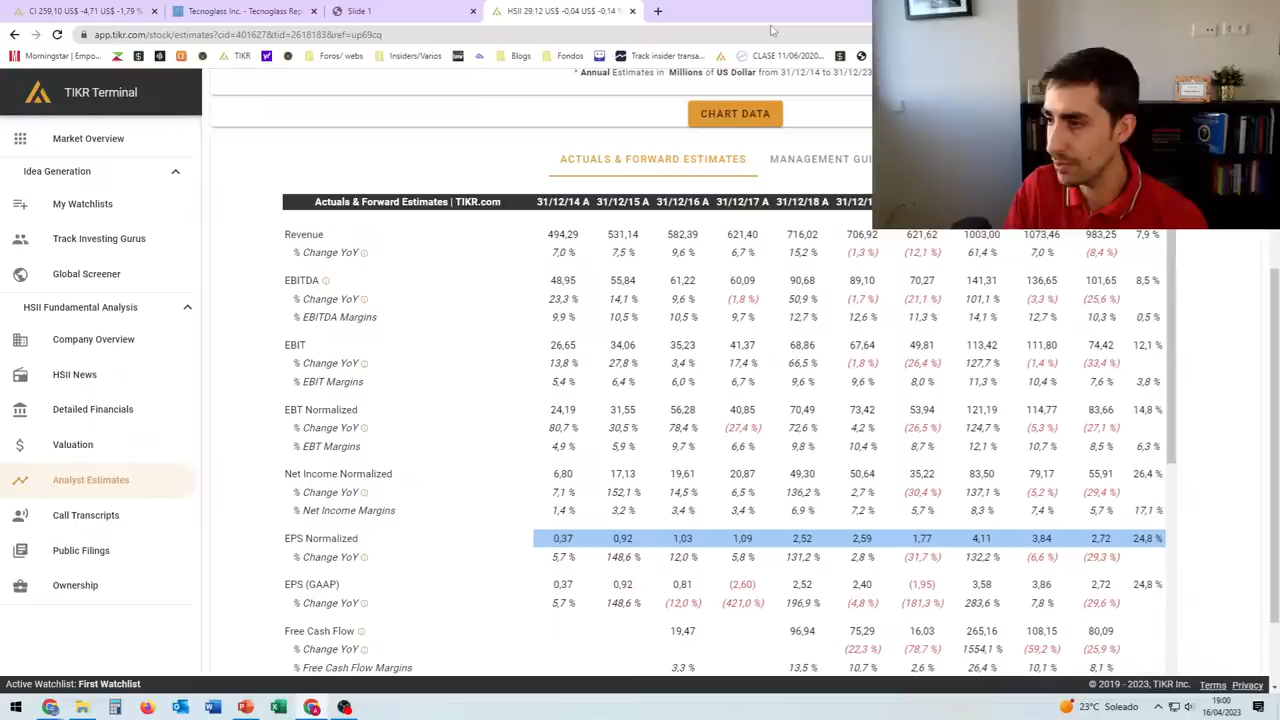 CI 259,10 US$ -4,71 US$ -1,79 %
Tecnoglass Inc. - Tecnoglass Rep
Slide 1
HSII 29,12 US$ -0,04 US$ -0,14
app.tikr.com/stock/estimates?cid=401627&tid=2618183&ref=up69cq
Morningstar | Empo...
TIKR
Foros/ webs
Insiders/Varios
Blogs
Fondos
Track insider transa...
CLASE 11/06/2020...
TIKR Terminal
Market Overview
Idea Generation
My Watchlists
Track Investing Gurus
Global Screener
HSII Fundamental Analysis
Company Overview
HSII News
Detailed Financials
Valuation
Analyst Estimates
Call Transcripts
Public Filings
Ownership
* Annual Estimates in Millions of US Dollar from 31/12/14 to 31/12/23
CHART DATA
ACTUALS & FORWARD ESTIMATES MANAGEMENT GUI
Actuals & Forward Estimates | TIKR.com 31/12/14 A 31/12/15 A 31/12/16 A 31/12/17 A 31/12/18 A 31/12/1
Revenue 494,29 531,14 582,39 621,40 716,02 706,92 621,62 1003,00 1073,46 983,25 7,9 %
% Change YoY 7,0 % 7,5 % 9,6 % 6,7 % 15,2 % (1,3 %) (12,1 %) 61,4 % 7,0 % (8,4 %)
EBITDA 48,95 55,84 61,22 60,09 90,68 89,10 70,27 141,31 136,65 101,65 8,5 %
% Change YoY 23,3 % 14,1 % 9,6 % (1,8 %) 50,9 % (1,7 %) (21,1 %) 101,1 % (3,3 %) (25,6 %)
% EBITDA Margins 9,9 % 10,5 % 10,5 % 9,7 % 12,7 % 12,6 % 11,3 % 14,1 % 12,7 % 10,3 % 0,5 %
EBIT 26,65 34,06 35,23 41,37 68,86 67,64 49,81 113,42 111,80 74,42 12,1 %
% Change YoY 13,8 % 27,8 % 3,4 % 17,4 % 66,5 % (1,8 %) (26,4 %) 127,7 % (1,4 %) (33,4 %)
% EBIT Margins 5,4 % 6,4 % 6,0 % 6,7 % 9,6 % 9,6 % 8,0 % 11,3 % 10,4 % 7,6 % 3,8 %
EBT Normalized 24,19 31,55 56,28 40,85 70,49 73,42 53,94 121,19 114,77 83,66 14,8 %
% Change YoY 80,7 % 30,5 % 78,4 % (27,4 %) 72,6 % 4,2 % (26,5 %) 124,7 % (5,3 %) (27,1 %)
% EBT Margins 4,9 % 5,9 % 9,7 % 6,6 % 9,8 % 10,4 % 8,7 % 12,1 % 10,7 % 8,5 % 6,3 %
Net Income Normalized 6,80 17,13 19,61 20,87 49,30 50,64 35,22 83,50 79,17 55,91 26,4 %
% Change YoY 7,1 % 152,1 % 14,5 % 6,5 % 136,2 % 2,7 % (30,4 %) 137,1 % (5,2 %) (29,4 %)
% Net Income Margins 1,4 % 3,2 % 3,4 % 3,4 % 6,9 % 7,2 % 5,7 % 8,3 % 7,4 % 5,7 % 17,1 %
EPS Normalized 0,37 0,92 1,03 1,09 2,52 2,59 1,77 4,11 3,84 2,72 24,8 %
% Change YoY 5,7 % 148,6 % 12,0 % 5,8 % 131,2 % 2,8 % (31,7 %) 132,2 % (6,6 %) (29,3 %)
EPS (GAAP) 0,37 0,92 0,81 (2,60) 2,52 2,40 (1,95) 3,58 3,86 2,72 24,8 %
% Change YoY 5,7 % 148,6 % (12,0 %) (421,0 %) 196,9 % (4,8 %) (181,3 %) 283,6 % 7,8 % (29,6 %)
Free Cash Flow 19,47 96,94 75,29 16,03 265,16 108,15 80,09
% Change YoY (22,3 %) (78,7 %) 1554,1 % (59,2 %) (25,9 %)
% Free Cash Flow Margins 3,3 % 13,5 % 10,7 % 2,6 % 26,4 % 10,1 % 8,1 %
Active Watchlist: First Watchlist
© 2019 - 2023, TIKR Inc. Terms Privacy
23°C Soleado
19:00
16/04/2023